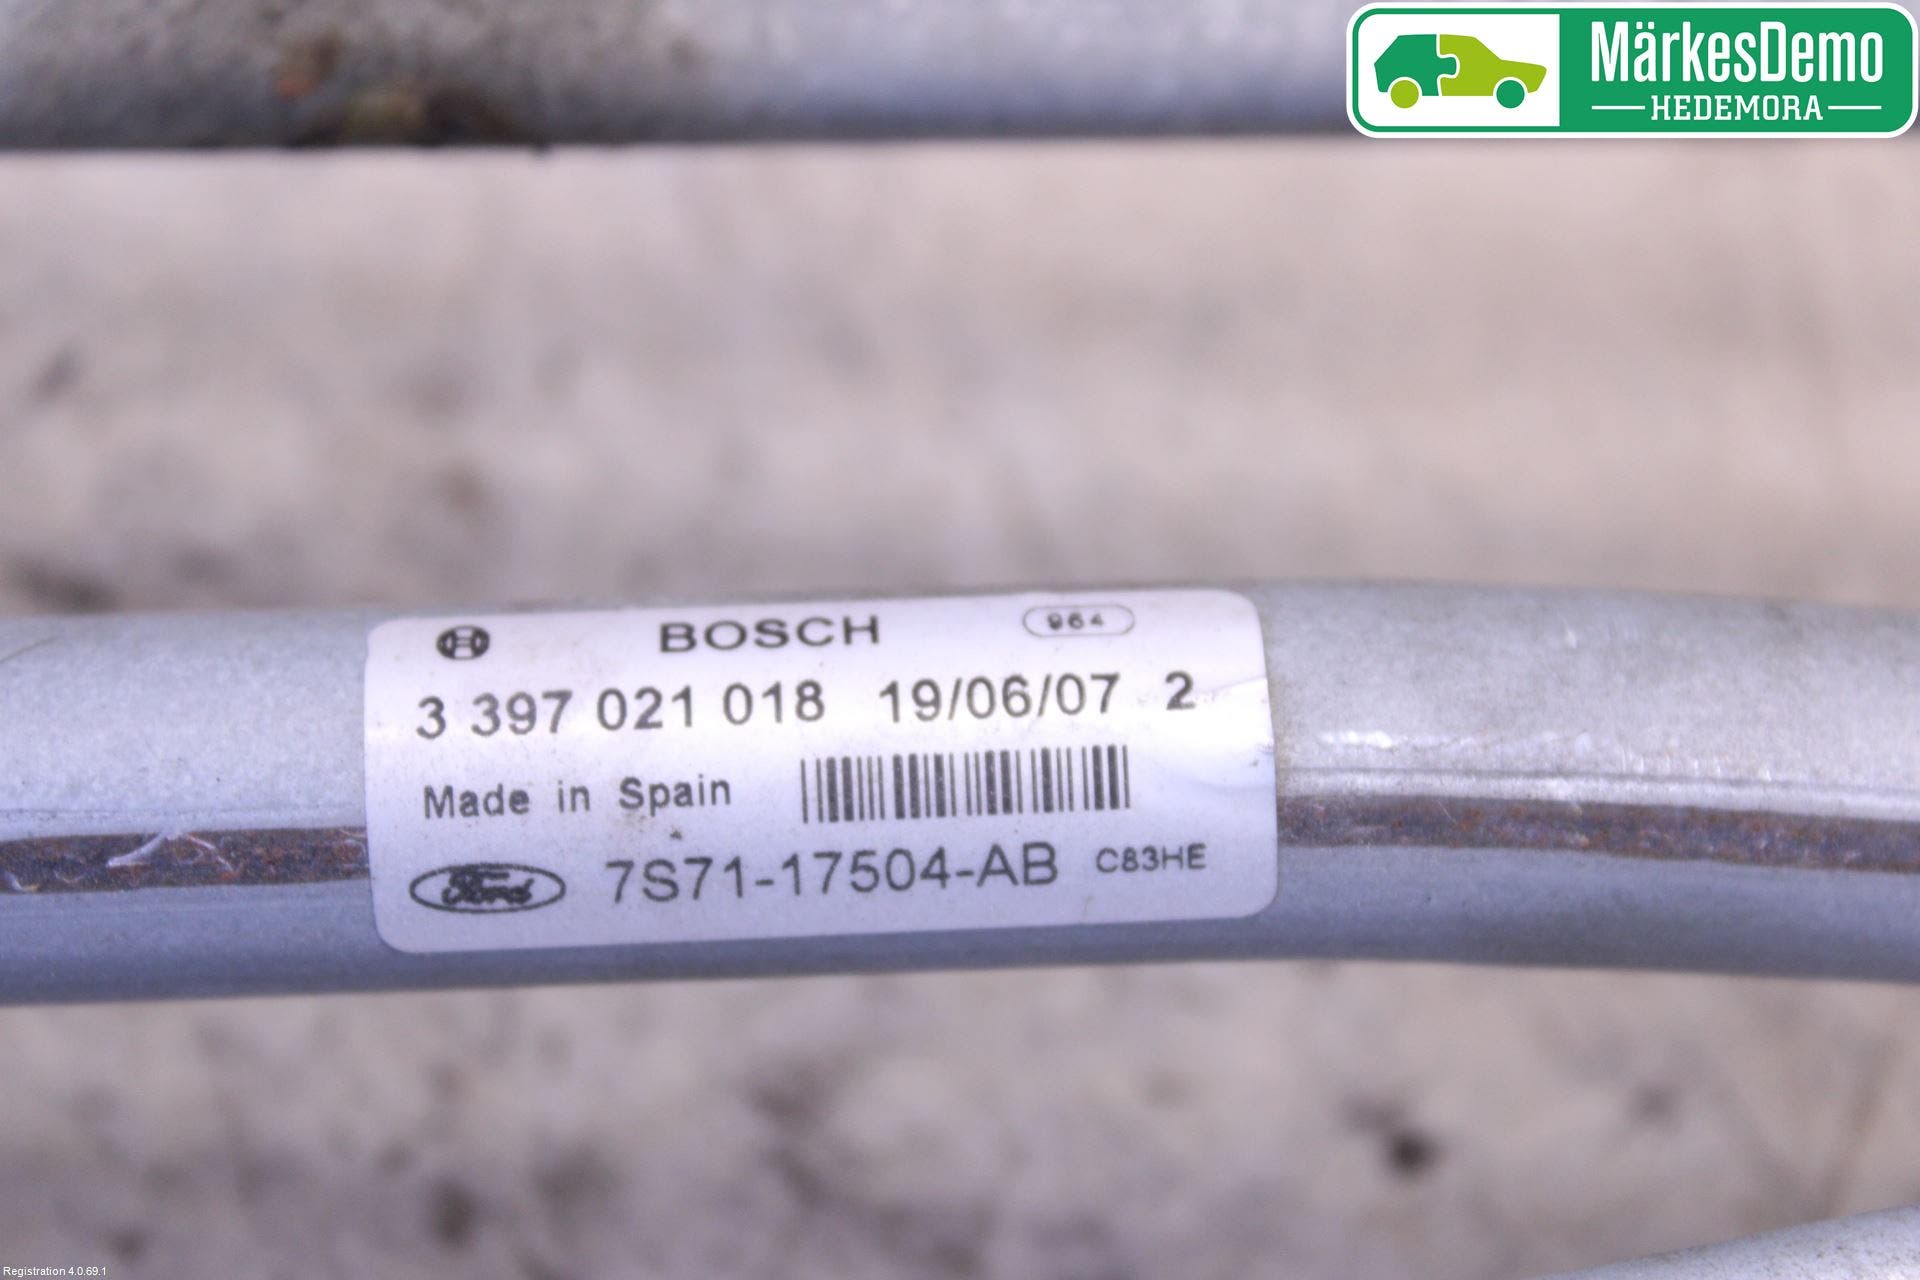 MärkesDemo
HEDEMORA
BOSCH 964
3 397 021 018 19/06/07 2
Made in Spain
Ford 7S71-17504-AB C83HE
Registration 4.0.69.1